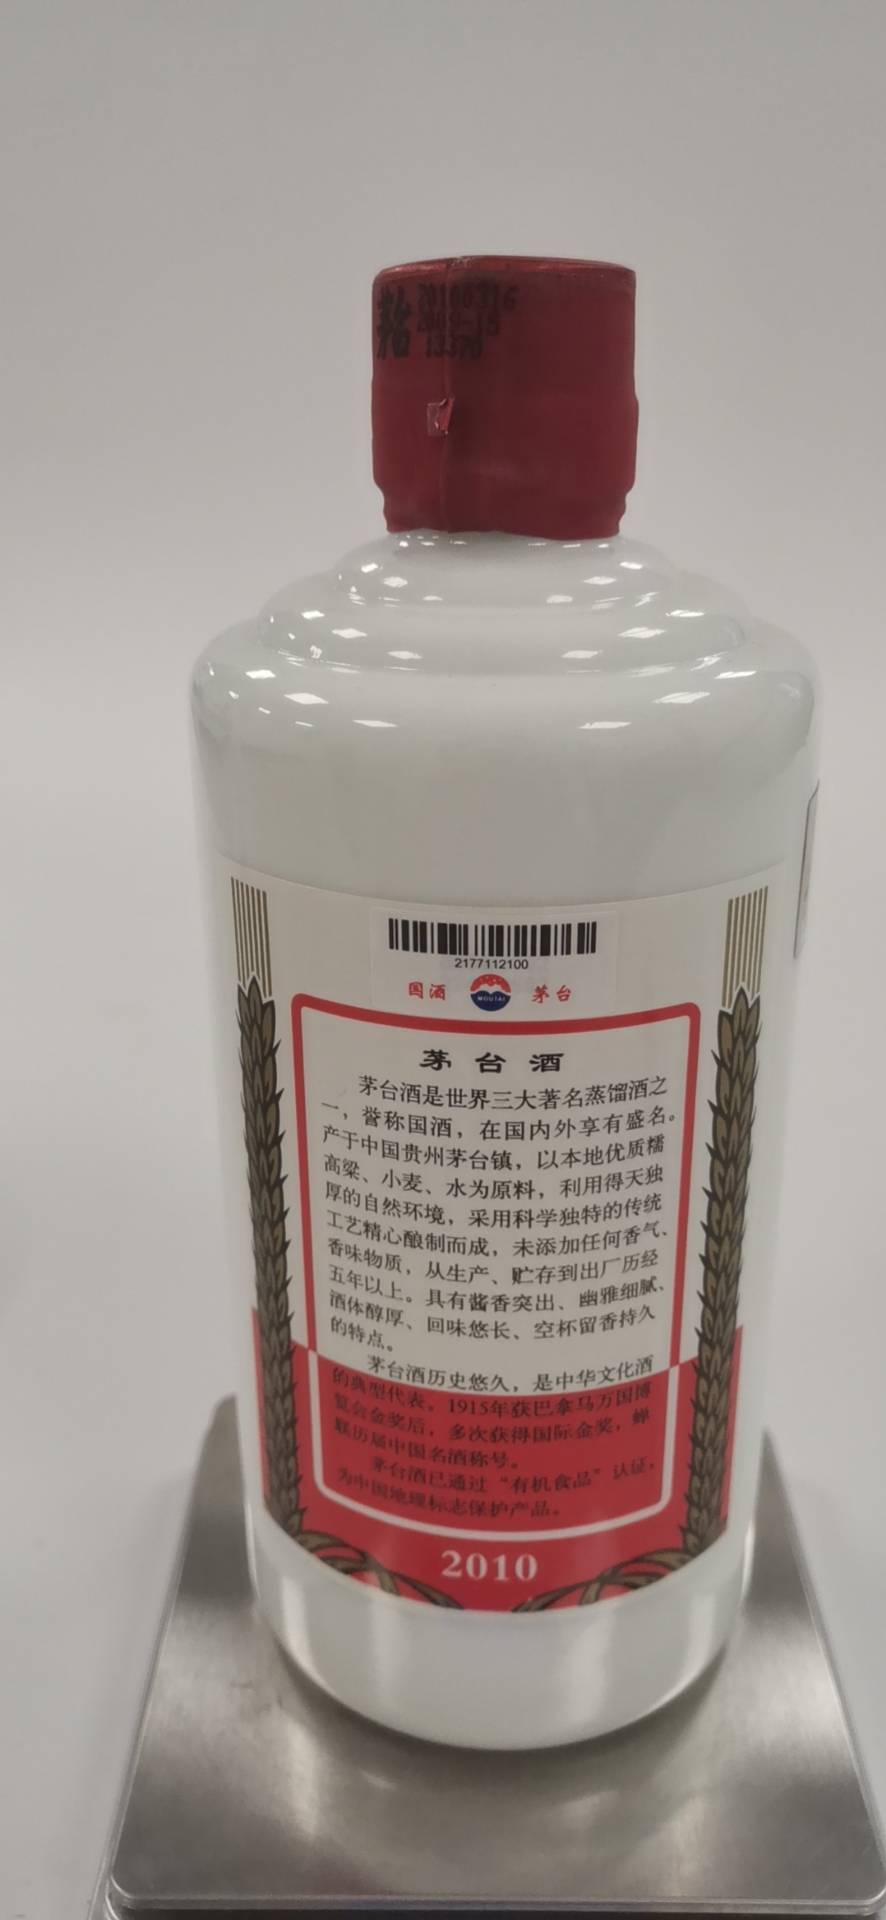 茅台
20100316
2009-15
13370
2177112100
国酒 MOUTAI 茅台
茅台酒
茅台酒是世界三大著名蒸馏酒之
一，誉称国酒，在国内外享有盛名。
产于中国贵州茅台镇，以本地优质糯
高粱、小麦、水为原料，利用得天独
厚的自然环境，采用科学独特的传统
工艺精心酿制而成，未添加任何香气、
香味物质，从生产、贮存到出厂历经
五年以上。具有酱香突出、幽雅细腻、
酒体醇厚、回味悠长、空杯留香持久
的特点。
茅台酒历史悠久，是中华文化酒
的典型代表。1915年获巴拿马万国博
览会金奖后，多次获得国际金奖，蝉
联历届中国名酒称号。
茅台酒已通过“有机食品”认证，
为中国地理标志保护产品。
2010